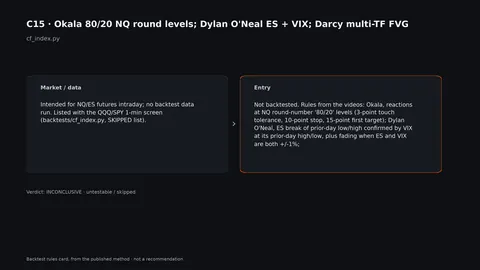 C15 · Okala 80/20 NQ round levels; Dylan O'Neal ES + VIX; Darcy multi-TF FVG
cf_index.py
Market / data
Intended for NQ/ES futures intraday; no backtest data
run. Listed with the QQQ/SPY 1-min screen
(backtests/cf_index.py, SKIPPED list).
›
Entry
Not backtested. Rules from the videos: Okala, reactions
at NQ round-number '80/20' levels (3-point touch
tolerance, 10-point stop, 15-point first target); Dylan
O'Neal, ES break of prior-day low/high confirmed by VIX
at its prior-day high/low, plus fading when ES and VIX
are both +/-1%;
Verdict: INCONCLUSIVE · untestable / skipped
Backtest rules card, from the published method · not a recommendation